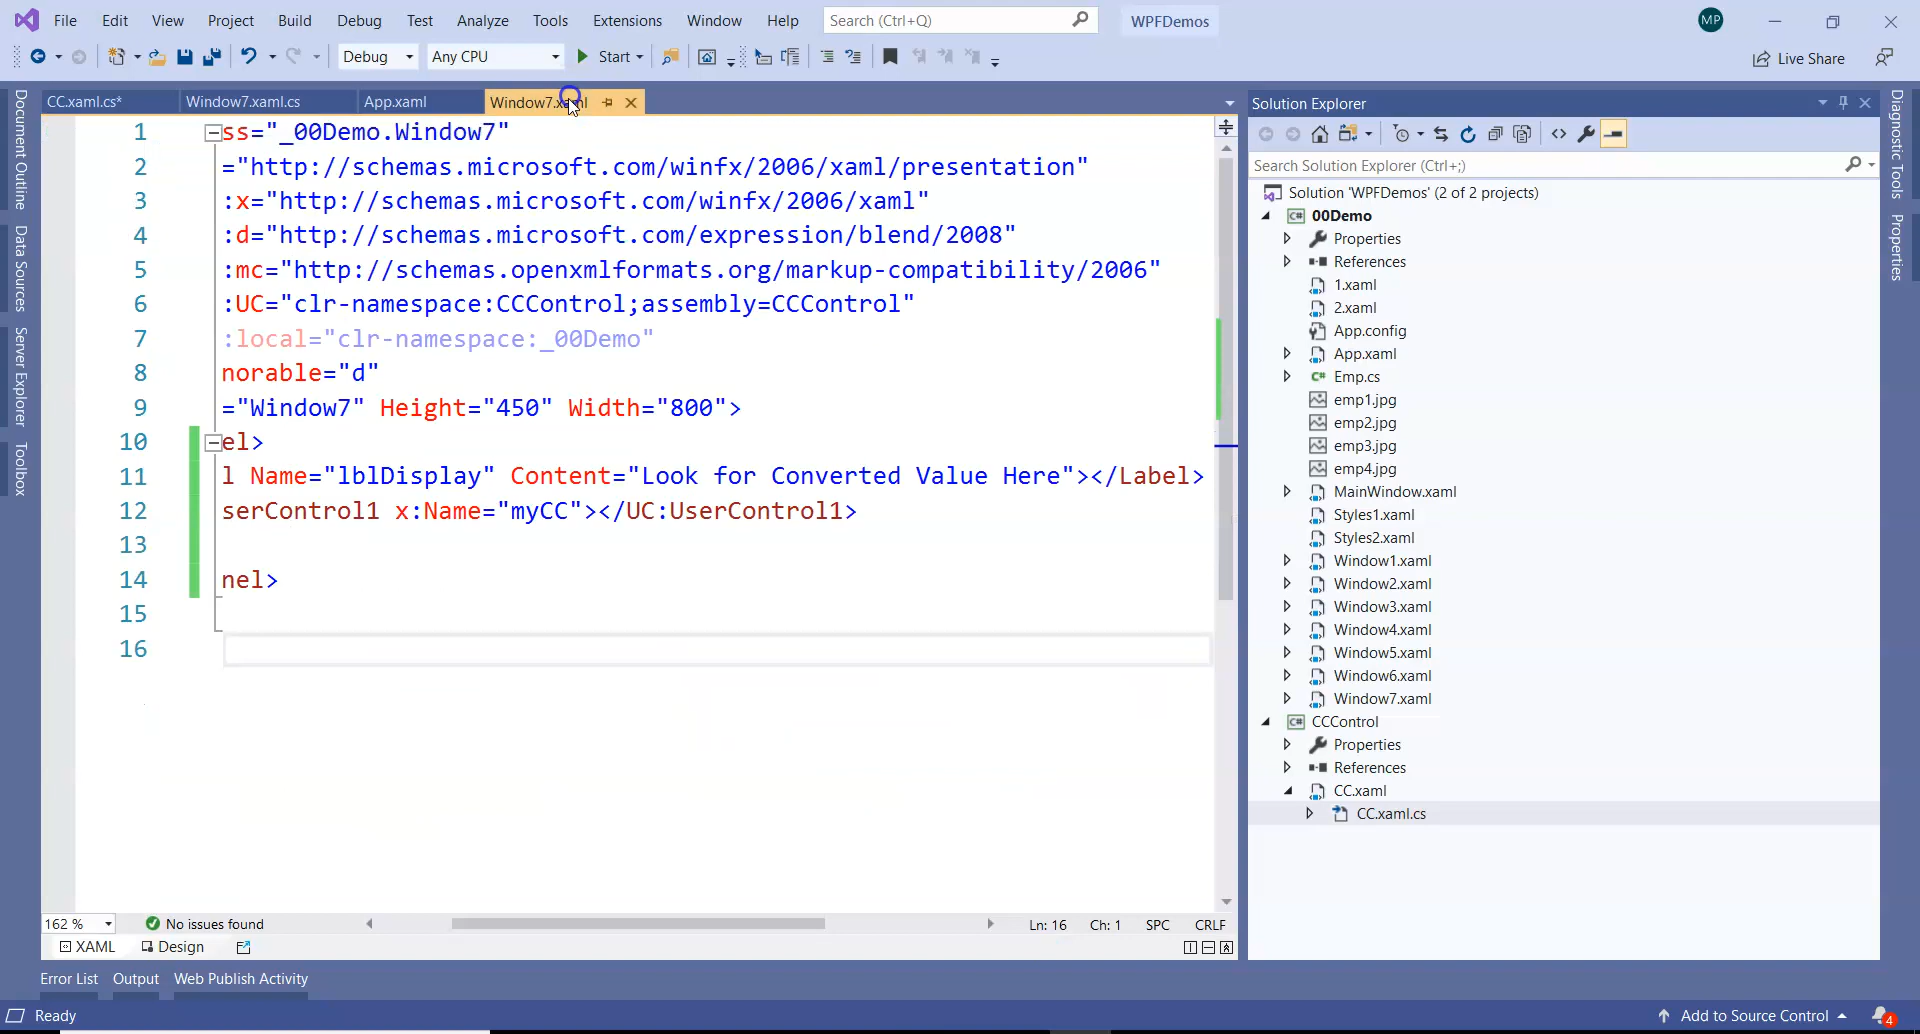 File Edit View Project Build Debug Test Analyze Tools Extensions Window Help Search (Ctrl+Q) WPFDemos MP
Debug Any CPU Start Live Share
CC.xaml.cs* Window7.xaml.cs App.xaml Window7.xaml
Document Outline
Data Sources
Server Explorer
Toolbox
1 ss="_00Demo.Window7"
2 ="http://schemas.microsoft.com/winfx/2006/xaml/presentation"
3 :x="http://schemas.microsoft.com/winfx/2006/xaml"
4 :d="http://schemas.microsoft.com/expression/blend/2008"
5 :mc="http://schemas.openxmlformats.org/markup-compatibility/2006"
6 :UC="clr-namespace:CCControl;assembly=CCControl"
7 :local="clr-namespace:_00Demo"
8 norable="d"
9 ="Window7" Height="450" Width="800">
10 el>
11 l Name="lblDisplay" Content="Look for Converted Value Here"></Label>
12 serControl1 x:Name="myCC"></UC:UserControl1>
13
14 nel>
15
16
162 % No issues found Ln: 16 Ch: 1 SPC CRLF
XAML Design
Solution Explorer
Search Solution Explorer (Ctrl+;)
Solution 'WPFDemos' (2 of 2 projects)
C# 00Demo
Properties
References
1.xaml
2.xaml
App.config
App.xaml
C# Emp.cs
emp1.jpg
emp2.jpg
emp3.jpg
emp4.jpg
MainWindow.xaml
Styles1.xaml
Styles2.xaml
Window1.xaml
Window2.xaml
Window3.xaml
Window4.xaml
Window5.xaml
Window6.xaml
Window7.xaml
C# CCControl
Properties
References
CC.xaml
CC.xaml.cs
Diagnostic Tools
Properties
Error List Output Web Publish Activity
Ready Add to Source Control 4